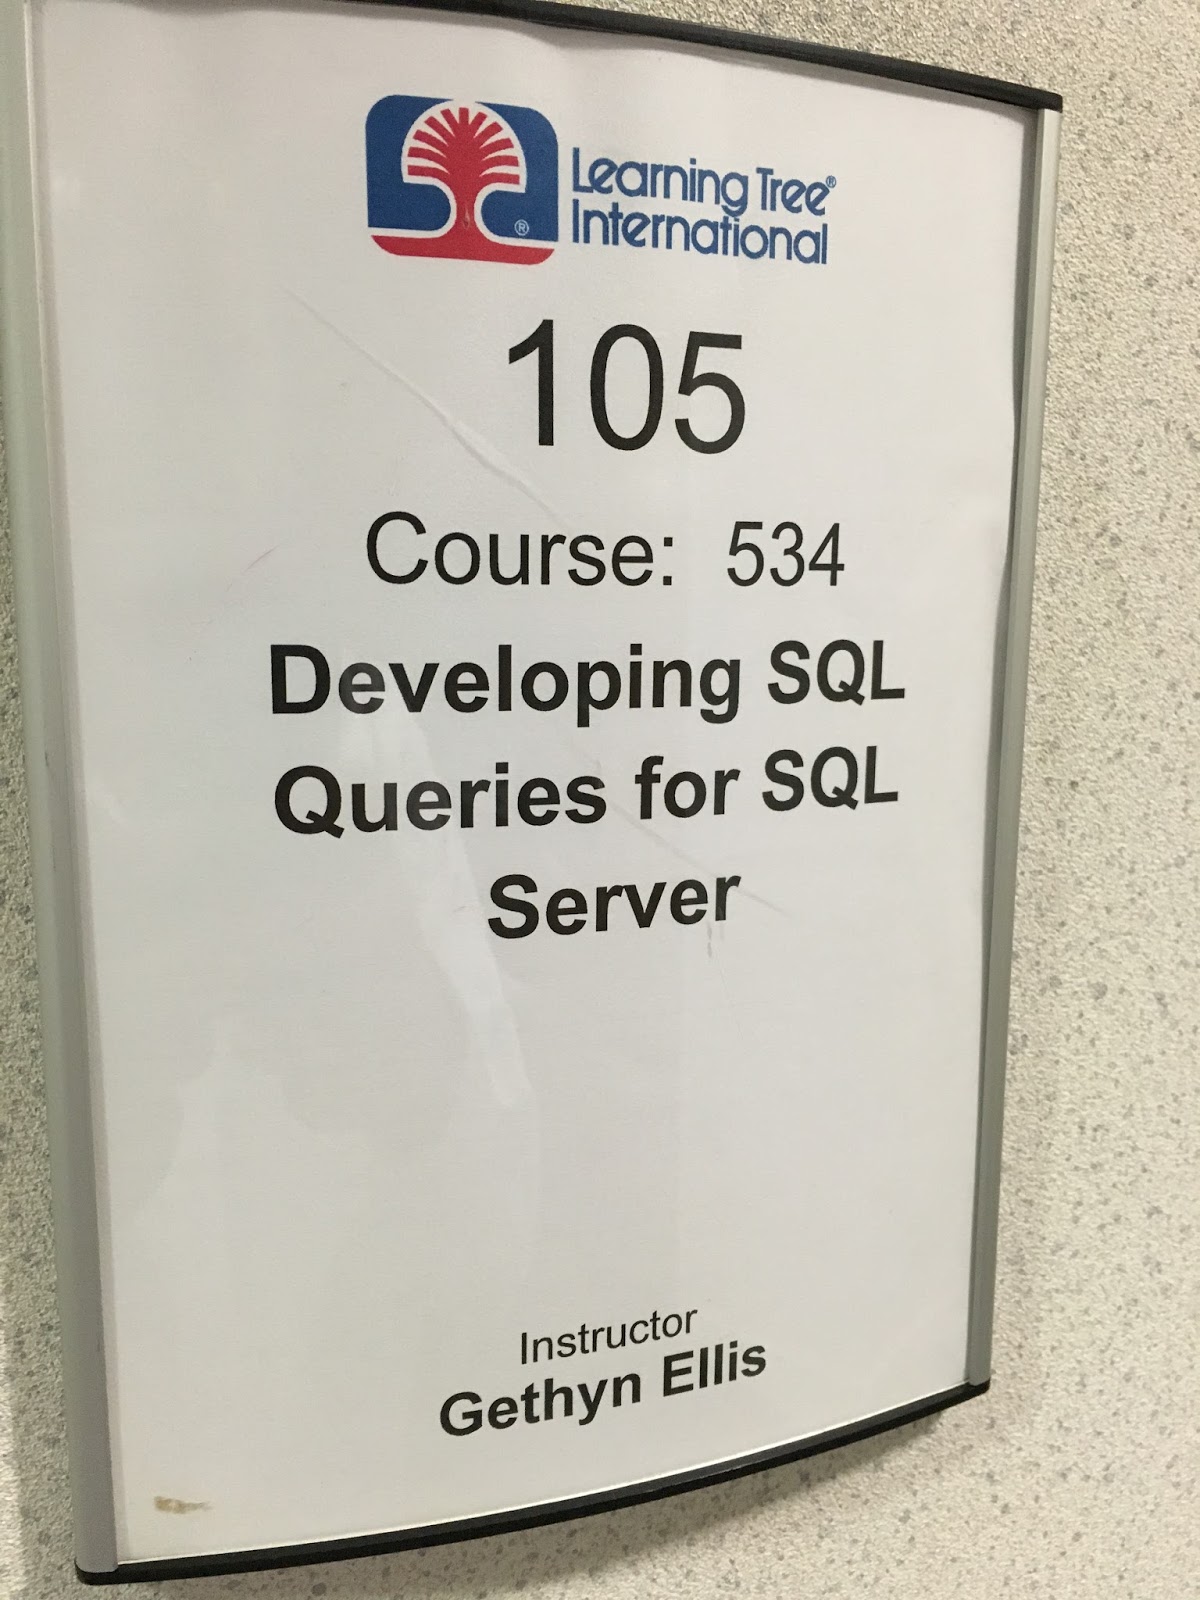 Learning Tree®
International
®
105
Course: 534
Developing SQL
Queries for SQL
Server
Instructor
Gethyn Ellis